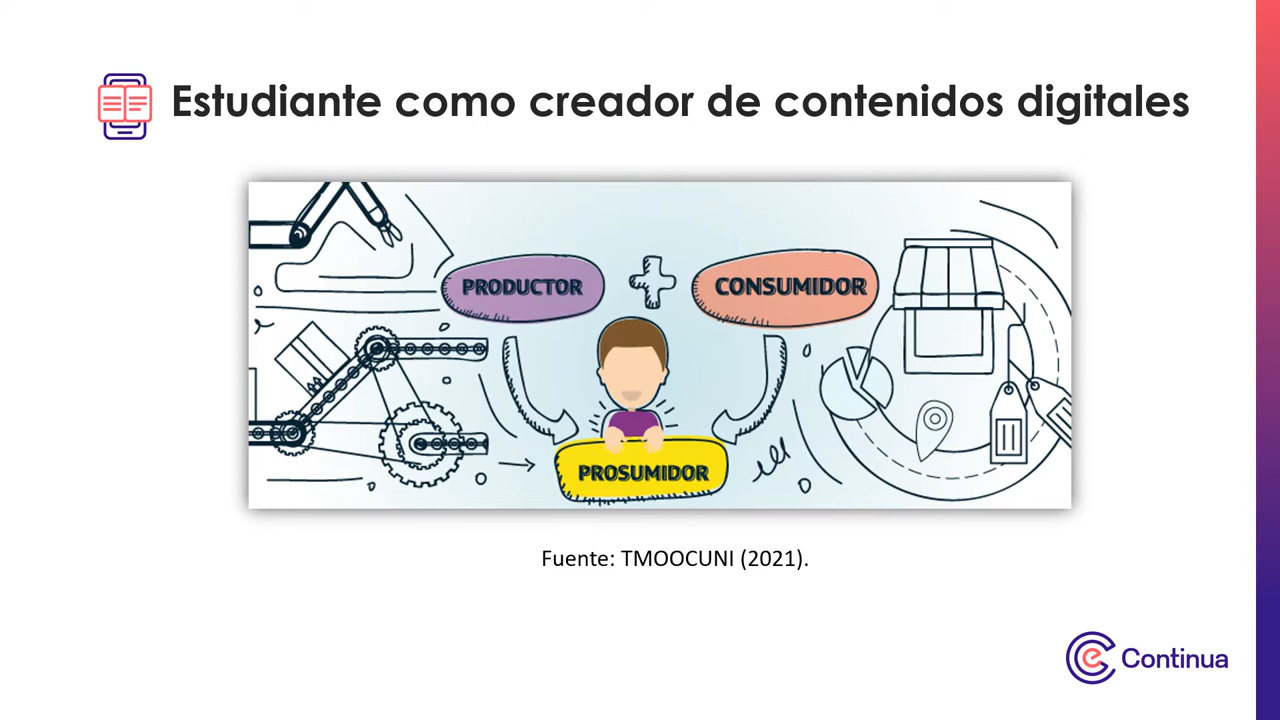 Estudiante como creador de contenidos digitales
PRODUCTOR + CONSUMIDOR
PROSUMIDOR
Fuente: TMOOCUNI (2021).
e Continua